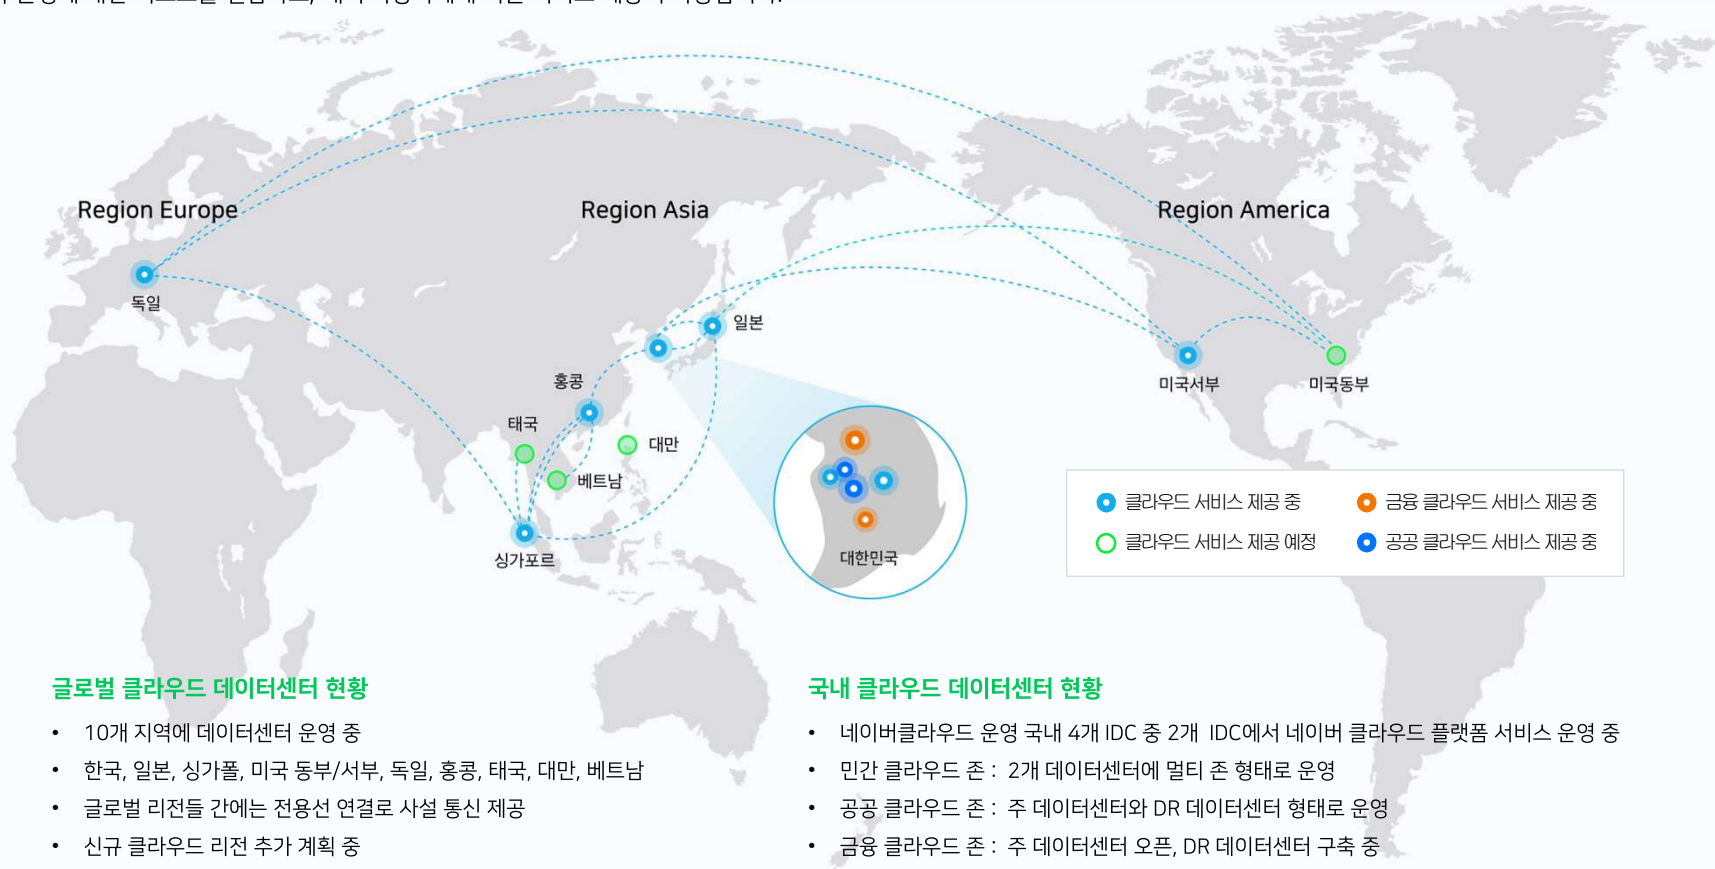 Region Europe
Region Asia
Region America
독일
일본
홍콩
태국
대만
베트남
싱가포르
미국서부
미국동부
대한민국
클라우드 서비스 제공 중
금융 클라우드 서비스 제공 중
클라우드 서비스 제공 예정
공공 클라우드 서비스 제공 중
글로벌 클라우드 데이터센터 현황
• 10개 지역에 데이터센터 운영 중
• 한국, 일본, 싱가폴, 미국 동부/서부, 독일, 홍콩, 태국, 대만, 베트남
• 글로벌 리전들 간에는 전용선 연결로 사설 통신 제공
• 신규 클라우드 리전 추가 계획 중
국내 클라우드 데이터센터 현황
• 네이버클라우드 운영 국내 4개 IDC 중 2개 IDC에서 네이버 클라우드 플랫폼 서비스 운영 중
• 민간 클라우드 존 : 2개 데이터센터에 멀티 존 형태로 운영
• 공공 클라우드 존 : 주 데이터센터와 DR 데이터센터 형태로 운영
• 금융 클라우드 존 : 주 데이터센터 오픈, DR 데이터센터 구축 중